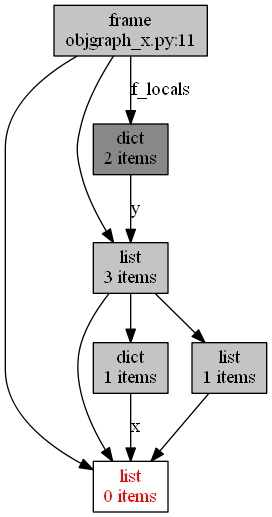 frame
objgraph_x.py:11
f_locals
dict
2 items
y
list
3 items
dict
1 items
list
1 items
x
list
0 items